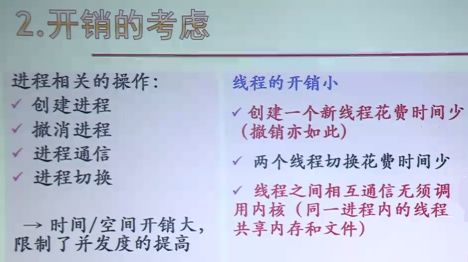 2.开销的考虑
进程相关的操作：
✓ 创建进程
✓ 撤消进程
✓ 进程通信
✓ 进程切换
→ 时间/空间开销大，
限制了并发度的提高
线程的开销小
✓ 创建一个新线程花费时间少
（撤销亦如此）
✓ 两个线程切换花费时间少
✓ 线程之间相互通信无须调
用内核（同一进程内的线程
共享内存和文件）